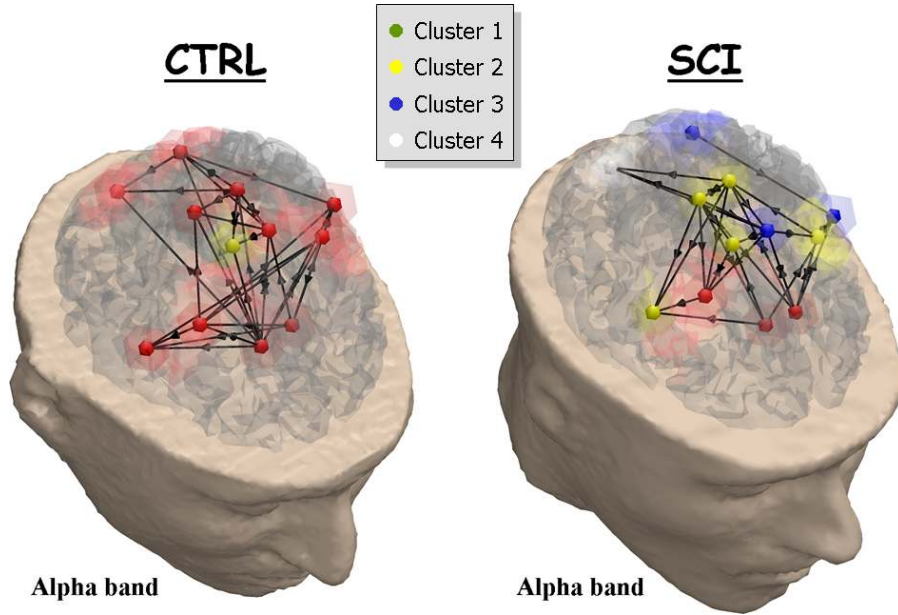 CTRL
Cluster 1
Cluster 2
Cluster 3
Cluster 4
SCI
Alpha band
Alpha band